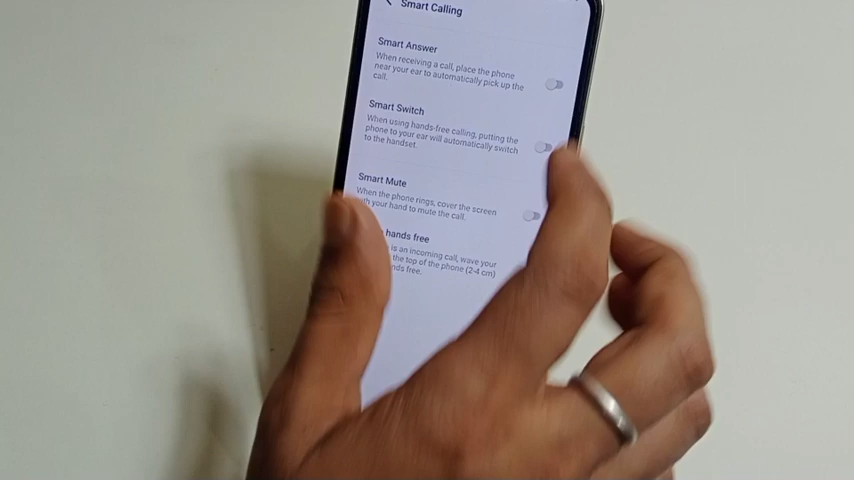 Smart Calling
Smart Answer
When receiving a call, place the phone
near your ear to automatically pick up the
call.
Smart Switch
When using hands-free calling, putting the
phone to your ear will automatically switch
to the handset.
Smart Mute
When the phone rings, cover the screen
your hand to mute the call.
hands free
is an incoming call, wave your
the top of the phone (2-4 cm)
free.